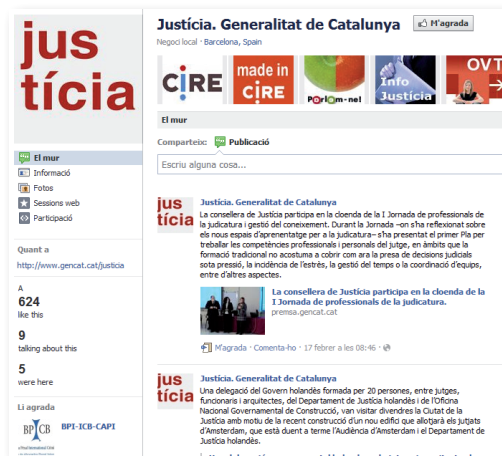 jus
tícia
Justícia. Generalitat de Catalunya
M'agrada
Negoci local · Barcelona, Spain
CiRE
made in
CiRE
Parlem-ne!
Info
Justícia
OVT
El mur
Comparteix: Publicació
Escriu alguna cosa...
El mur
Informació
Fotos
Sessions web
Participació
Quant a
http://www.gencat.cat/justicia
A
624
like this
9
talking about this
5
were here
Li agrada
BPICB
BPI-ICB-CAPI
jus
tícia
Justícia. Generalitat de Catalunya
La consellera de Justícia participa en la cloenda de la I Jornada de professionals de
la judicatura i gestió del coneixement. Durant la Jornada –on s'ha reflexionat sobre
els nous espais d'aprenentatge per a la judicatura– s'ha presentat el primer Pla per
treballar les competències professionals i personals del jutge, en àmbits que la
formació tradicional no acostuma a cobrir com ara la presa de decisions judicials
sota pressió, la incidència de l'estrès, la gestió del temps o la coordinació d'equips,
entre d'altres aspectes.
La consellera de Justícia participa en la cloenda de la
I Jornada de professionals de la judicatura.
premsa.gencat.cat
M'agrada · Comenta-ho · 17 febrer a les 08:46 ·
jus
tícia
Justícia. Generalitat de Catalunya
Una delegació del Govern holandès formada per 20 persones, entre jutges,
funcionaris i arquitectes, del Departament de Justícia holandès i de l'Oficina
Nacional Governamental de Construcció, van visitar divendres la Ciutat de la
Justícia amb motiu de la recent construcció d'un nou edifici que allotjarà els jutjats
d'Amsterdam, que està duent a terme l'Audència d'Amsterdam i el Departament de
Justícia holandès.